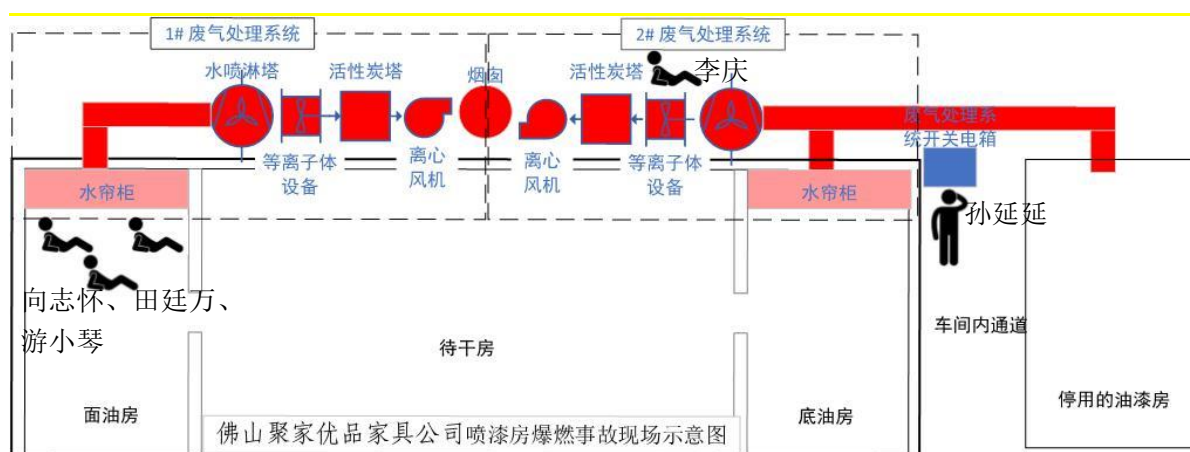 1# 废气处理系统
2# 废气处理系统
水喷淋塔
活性炭塔
烟囱
活性炭塔
李庆
废气处理系
统开关电箱
等离子体
设备
离心
风机
离心
风机
等离子体
设备
水帘柜
水帘柜
孙延延
向志怀、田廷万、
游小琴
待干房
车间内通道
面油房
底油房
停用的油漆房
佛山聚家优品家具公司喷漆房爆燃事故现场示意图